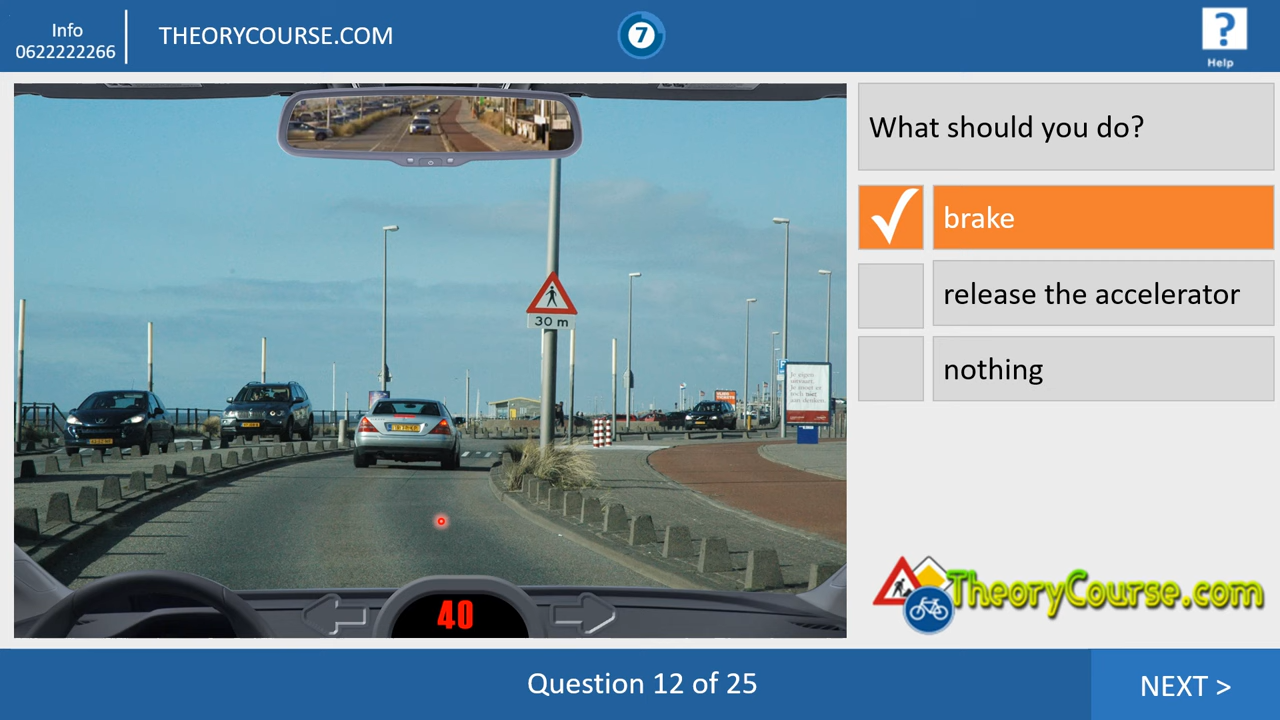 Info
0622222266
THEORYCOURSE.COM
7
?
Help
What should you do?
brake
release the accelerator
nothing
30 m
40
TheoryCourse.com
Question 12 of 25
NEXT >